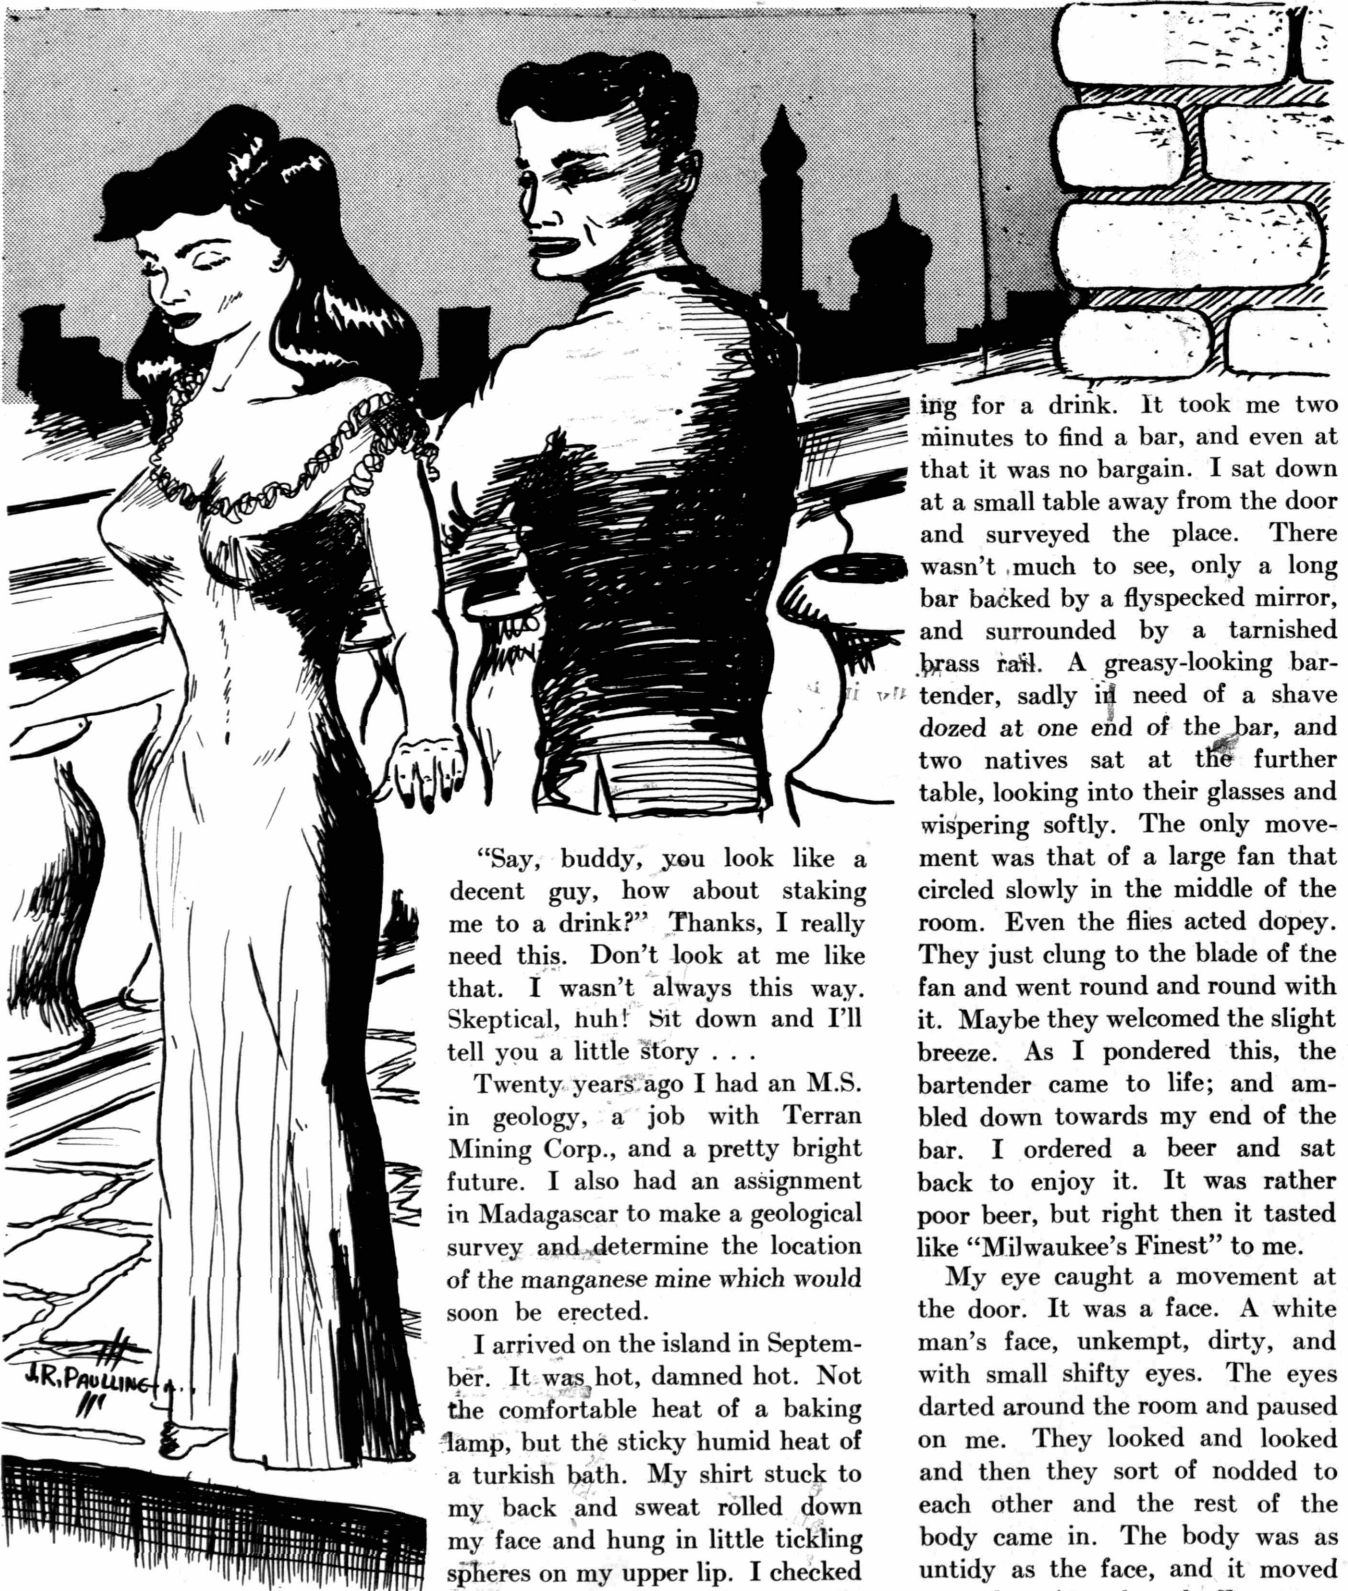 "Say, buddy, you look like a
decent guy, how about staking
me to a drink?" Thanks, I really
need this. Don't look at me like
that. I wasn't always this way.
Skeptical, huh! Sit down and I'll
tell you a little story . . .
Twenty years ago I had an M.S.
in geology, a job with Terran
Mining Corp., and a pretty bright
future. I also had an assignment
in Madagascar to make a geological
survey and determine the location
of the manganese mine which would
soon be erected.
I arrived on the island in Septem-
ber. It was hot, damned hot. Not
the comfortable heat of a baking
lamp, but the sticky humid heat of
a turkish bath. My shirt stuck to
my back and sweat rolled down
my face and hung in little tickling
spheres on my upper lip. I checked
ing for a drink. It took me two
minutes to find a bar, and even at
that it was no bargain. I sat down
at a small table away from the door
and surveyed the place. There
wasn't much to see, only a long
bar backed by a flyspecked mirror,
and surrounded by a tarnished
brass rail. A greasy-looking bar-
tender, sadly in need of a shave
dozed at one end of the bar, and
two natives sat at the further
table, looking into their glasses and
wispering softly. The only move-
ment was that of a large fan that
circled slowly in the middle of the
room. Even the flies acted dopey.
They just clung to the blade of the
fan and went round and round with
it. Maybe they welcomed the slight
breeze. As I pondered this, the
bartender came to life; and am-
bled down towards my end of the
bar. I ordered a beer and sat
back to enjoy it. It was rather
poor beer, but right then it tasted
like "Milwaukee's Finest" to me.
My eye caught a movement at
the door. It was a face. A white
man's face, unkempt, dirty, and
with small shifty eyes. The eyes
darted around the room and paused
on me. They looked and looked
and then they sort of nodded to
each other and the rest of the
body came in. The body was as
untidy as the face, and it moved
J.R. PAULLING